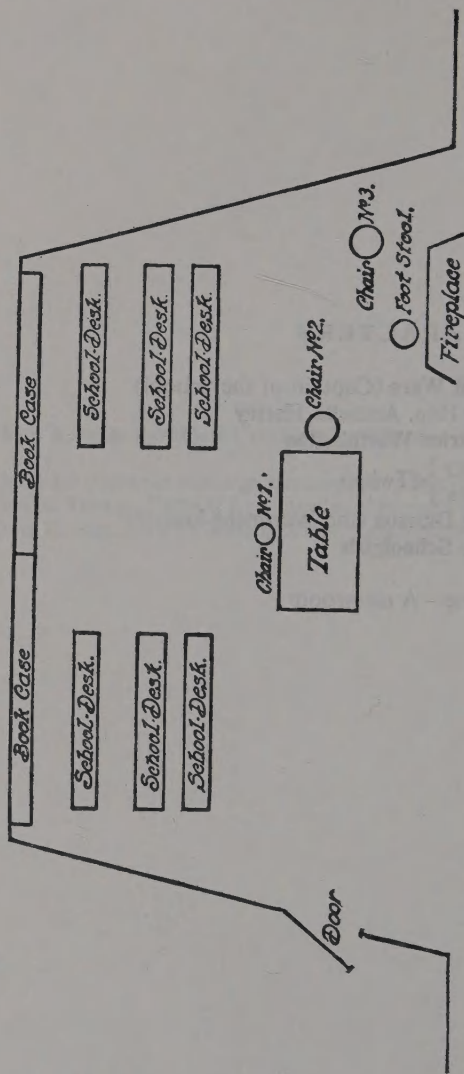 Book Case
Book Case
School-Desk.
School-Desk.
School-Desk.
School-Desk.
School-Desk.
School-Desk.
Chair Nº1.
Table
Chair Nº2.
Chair Nº3.
Foot Stool.
Fireplace
Door